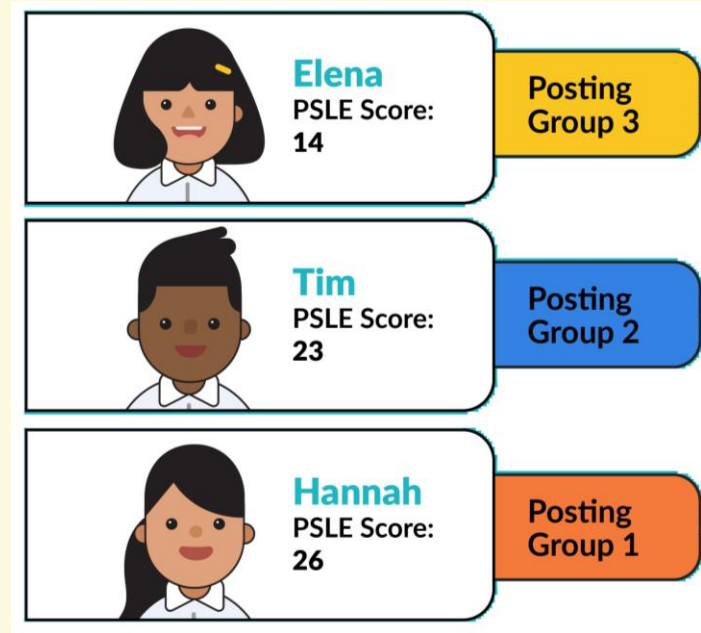 Elena
PSLE Score:
14
Posting
Group 3
Tim
PSLE Score:
23
Posting
Group 2
Hannah
PSLE Score:
26
Posting
Group 1